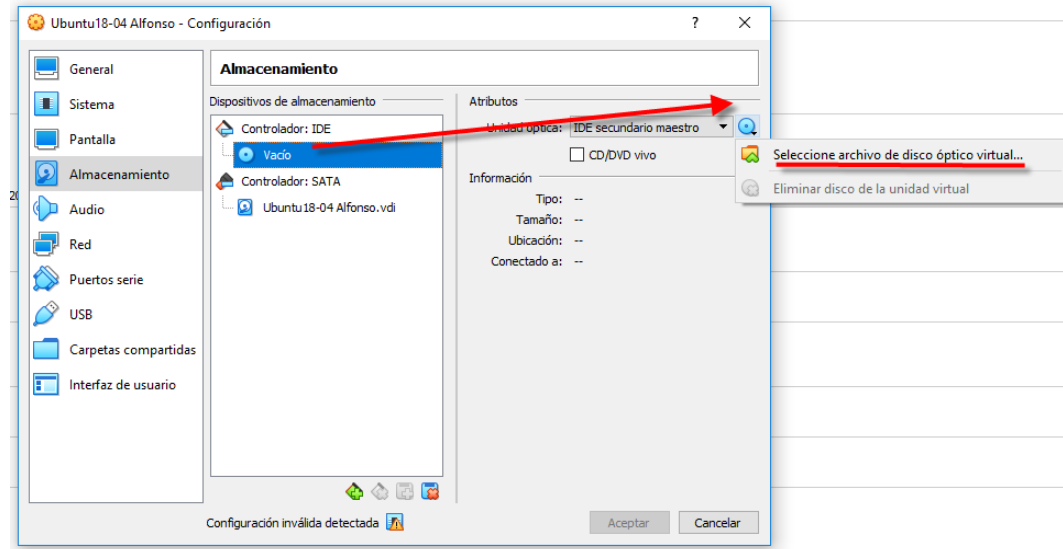 Ubuntu18-04 Alfonso - Configuración
?
General
Sistema
Pantalla
Almacenamiento
Audio
Red
Puertos serie
USB
Carpetas compartidas
Interfaz de usuario
Almacenamiento
Dispositivos de almacenamiento
Controlador: IDE
Vacío
Controlador: SATA
Ubuntu18-04 Alfonso.vdi
Atributos
Unidad óptica: IDE secundario maestro
CD/DVD vivo
Información
Tipo: --
Tamaño: --
Ubicación: --
Conectado a: --
Seleccione archivo de disco óptico virtual...
Eliminar disco de la unidad virtual
Configuración inválida detectada
Aceptar
Cancelar